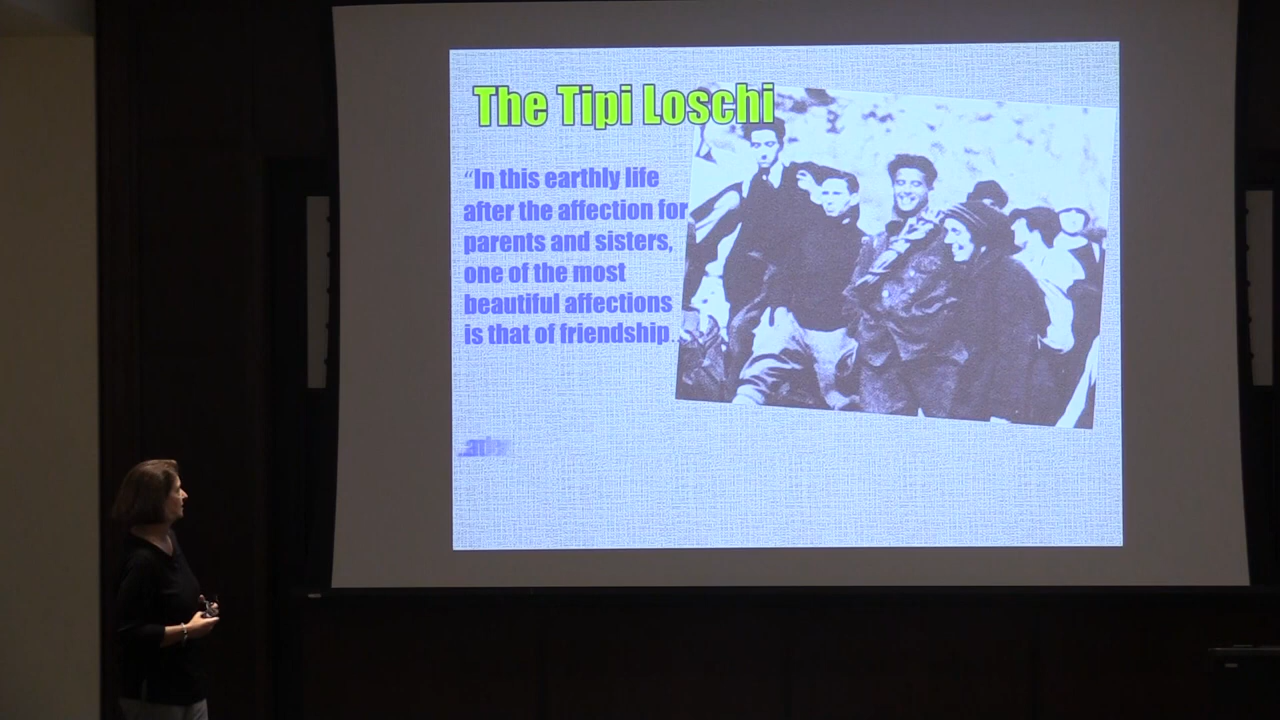 The Tipi Loschi
“In this earthly life
after the affection for
parents and sisters,
one of the most
beautiful affections
is that of friendship..